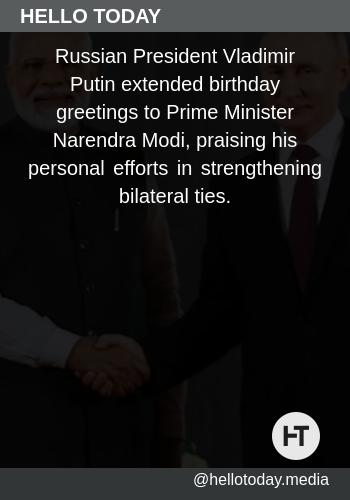 HELLO TODAY
Russian President Vladimir
Putin extended birthday
greetings to Prime Minister
Narendra Modi, praising his
personal efforts in strengthening
bilateral ties.
HT
@hellotoday.media